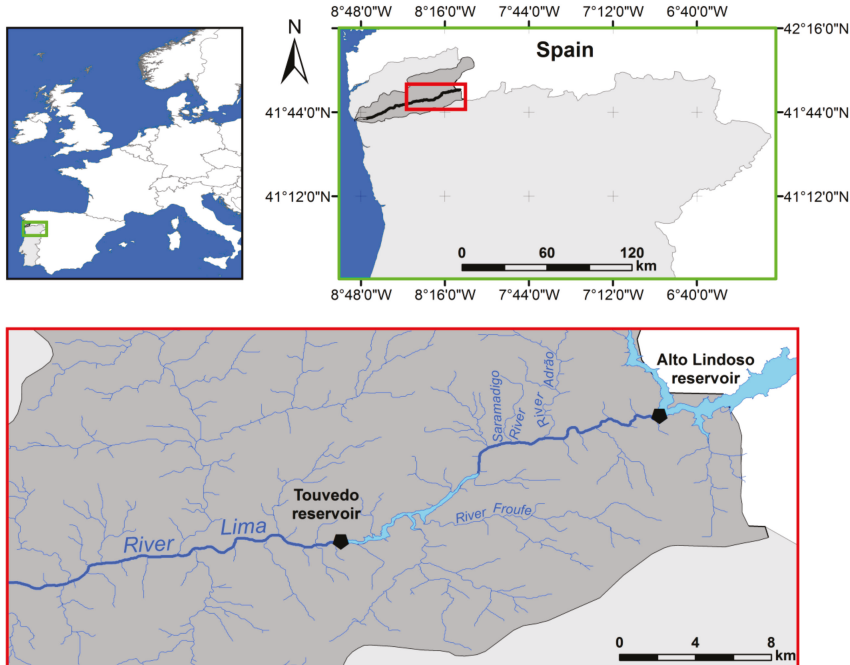 8°48'0"W 8°16'0"W 7°44'0"W 7°12'0"W 6°40'0"W
N
Spain
42°16'0"N
41°44'0"N
41°44'0"N
41°12'0"N
41°12'0"N
0 60 120
km
8°48'0"W 8°16'0"W 7°44'0"W 7°12'0"W 6°40'0"W
Alto Lindoso
reservoir
Saramadigo
River
River Adrão
Touvedo
reservoir
River Froufe
River Lima
0 4 8
km